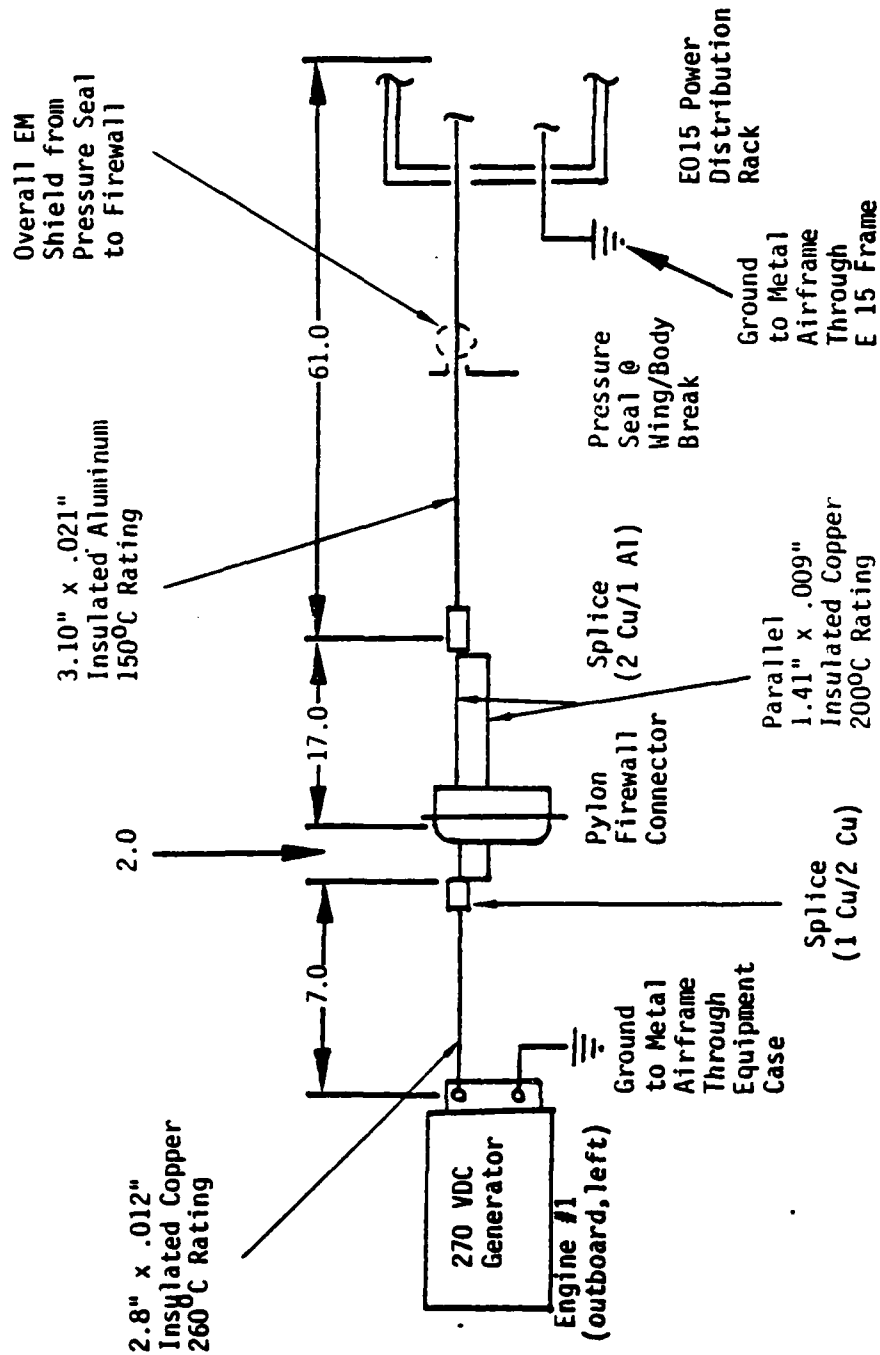 2.8" x .012"
Insulated Copper
260°C Rating
2.0
3.10" x .021"
Insulated Aluminum
150°C Rating
Overall EM
Shield from
Pressure Seal
to Firewall
7.0
17.0
61.0
270 VDC
Generator
Engine #1
(outboard,left)
Ground
to Metal
Airframe
Through
Equipment
Case
Splice
(1 Cu/2 Cu)
Pylon
Firewall
Connector
Splice
(2 Cu/1 Al)
Parallel
1.41" x .009"
Insulated Copper
200°C Rating
Pressure
Seal @
Wing/Body
Break
Ground
to Metal
Airframe
Through
E 15 Frame
EO15 Power
Distribution
Rack